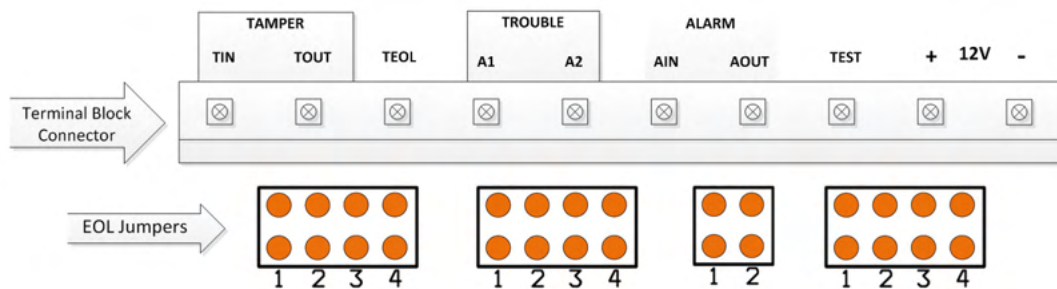 TAMPER TROUBLE ALARM
TIN TOUT TEOL A1 A2 AIN AOUT TEST + 12V -
Terminal Block
Connector
EOL Jumpers
1 2 3 4 1 2 3 4 1 2 1 2 3 4